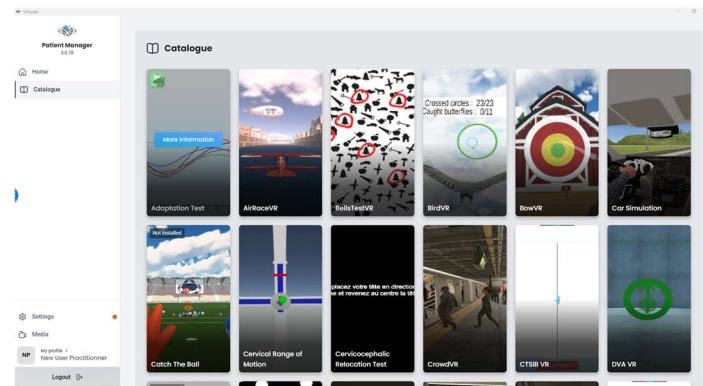 Virtualis
Patient Manager
Home
Catalogue
Settings
Media
My profile
NP
New User Practitionner
Logout
Catalogue
More information
Adaptation Test
AirRaceVR
BellsTestVR
Crossed circles : 23/23
Caught butterflies : 0/11
BirdVR
BowVR
Car Simulation
Not installed
Catch The Ball
Cervical Range of
Motion
placez votre tête en direction
e et revenez au centre la têt
Cervicocephalic
Relocation Test
CrowdVR
CTSIB VR
DVA VR